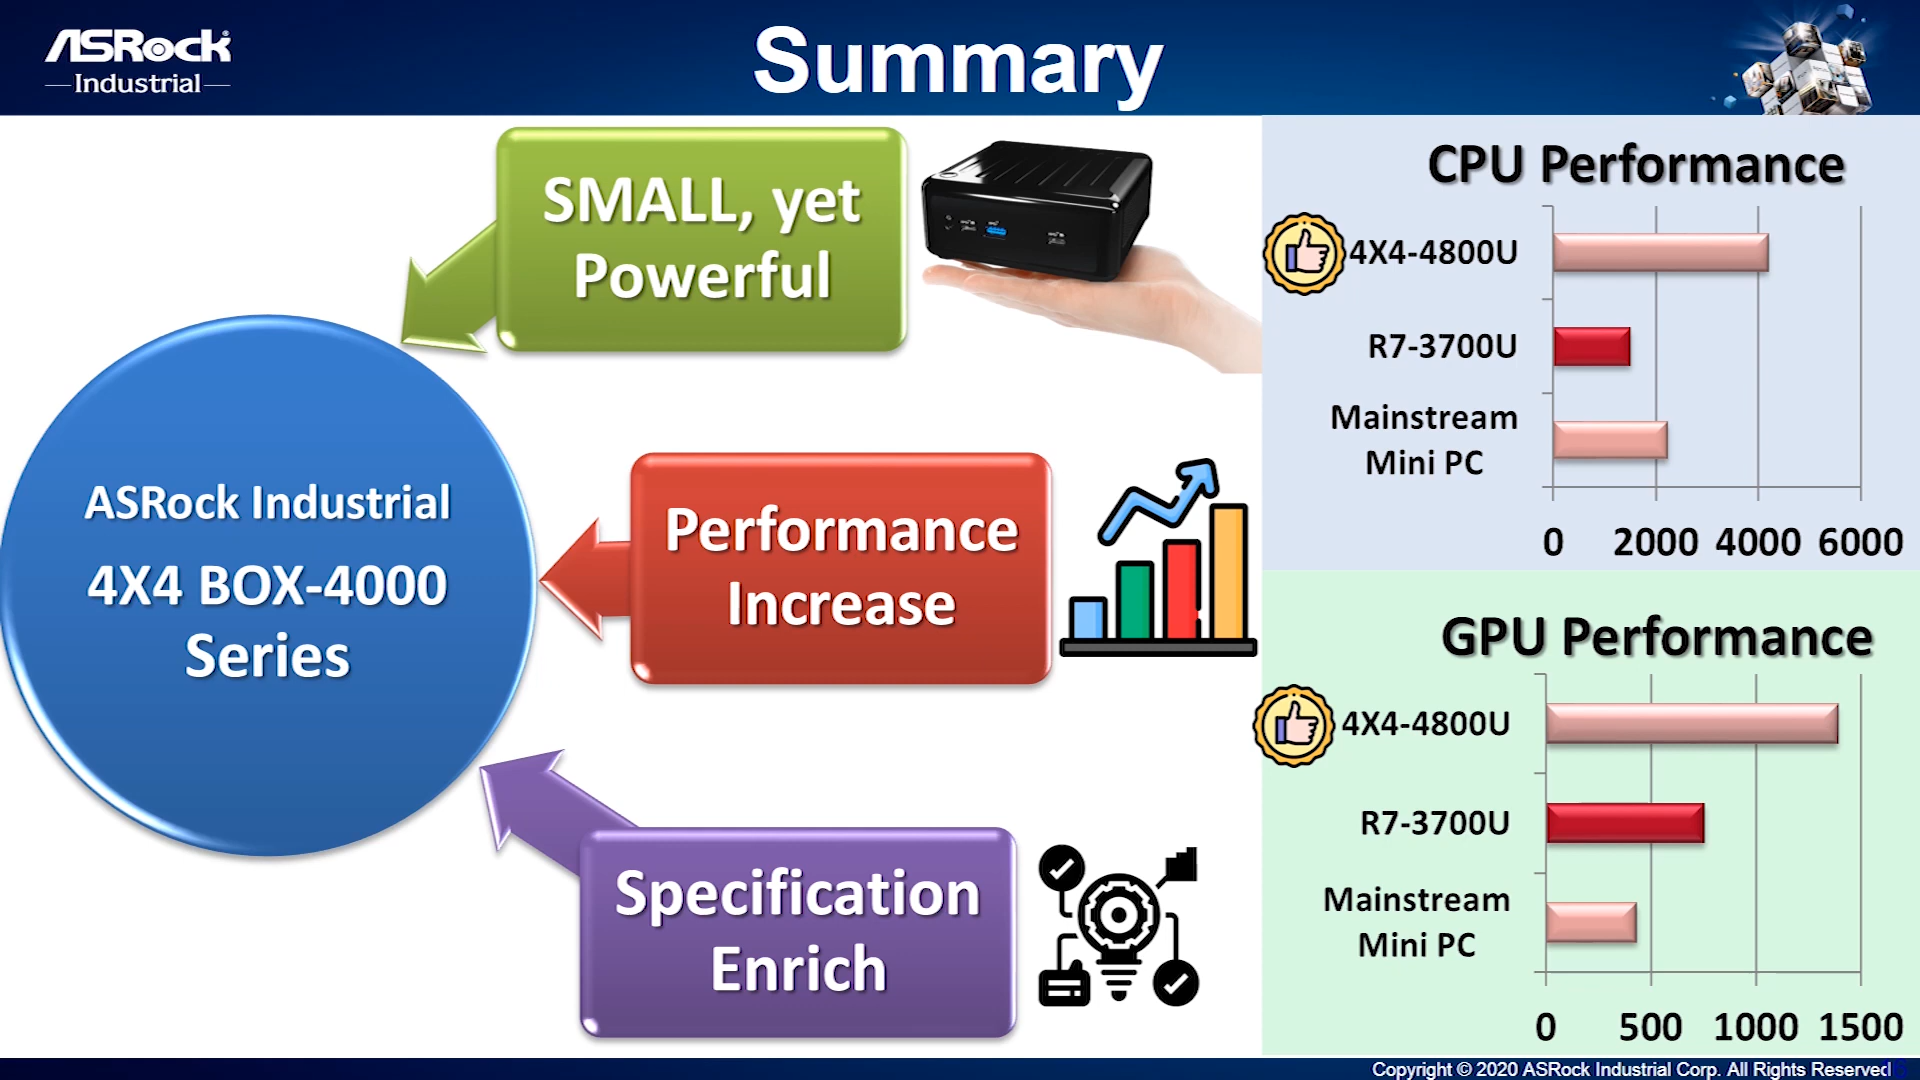 ASRock
Industrial
Summary
SMALL, yet
Powerful
ASRock Industrial
4X4 BOX-4000
Series
Performance
Increase
Specification
Enrich
CPU Performance
4X4-4800U
R7-3700U
Mainstream
Mini PC
0 2000 4000 6000
GPU Performance
4X4-4800U
R7-3700U
Mainstream
Mini PC
0 500 1000 1500
Copyright © 2020 ASRock Industrial Corp. All Rights Reserved